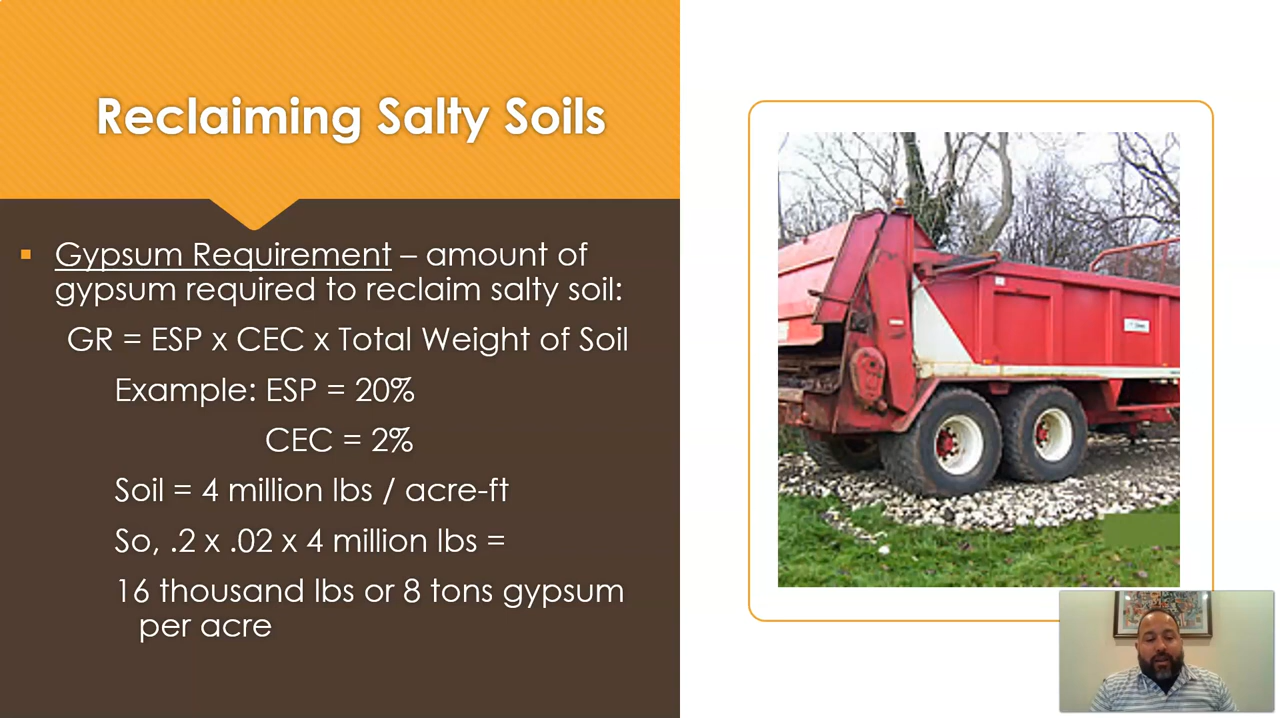 Reclaiming Salty Soils
Gypsum Requirement – amount of
gypsum required to reclaim salty soil:
GR = ESP x CEC x Total Weight of Soil
Example: ESP = 20%
CEC = 2%
Soil = 4 million lbs / acre-ft
So, .2 x .02 x 4 million lbs =
16 thousand lbs or 8 tons gypsum
per acre